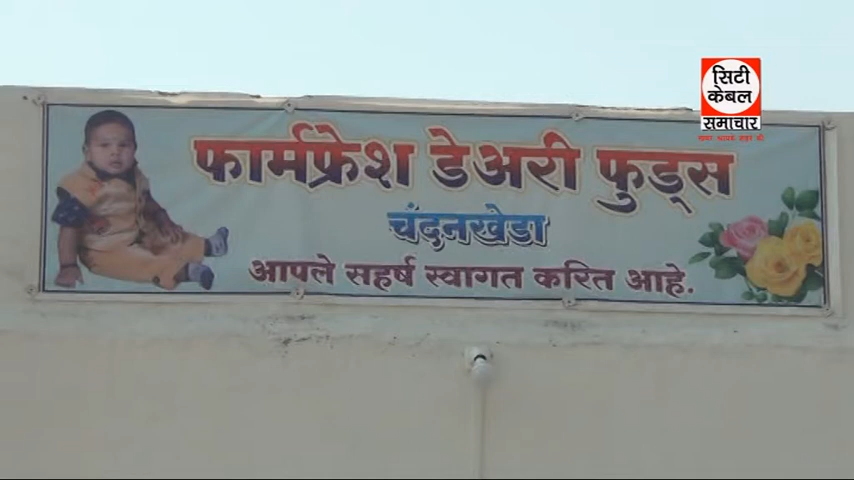 सिटी
केबल
समाचार
फार्मफ्रेश डेअरी फुड्स
चंदनखेडा
आपले सहर्ष स्वागत करित आहे.